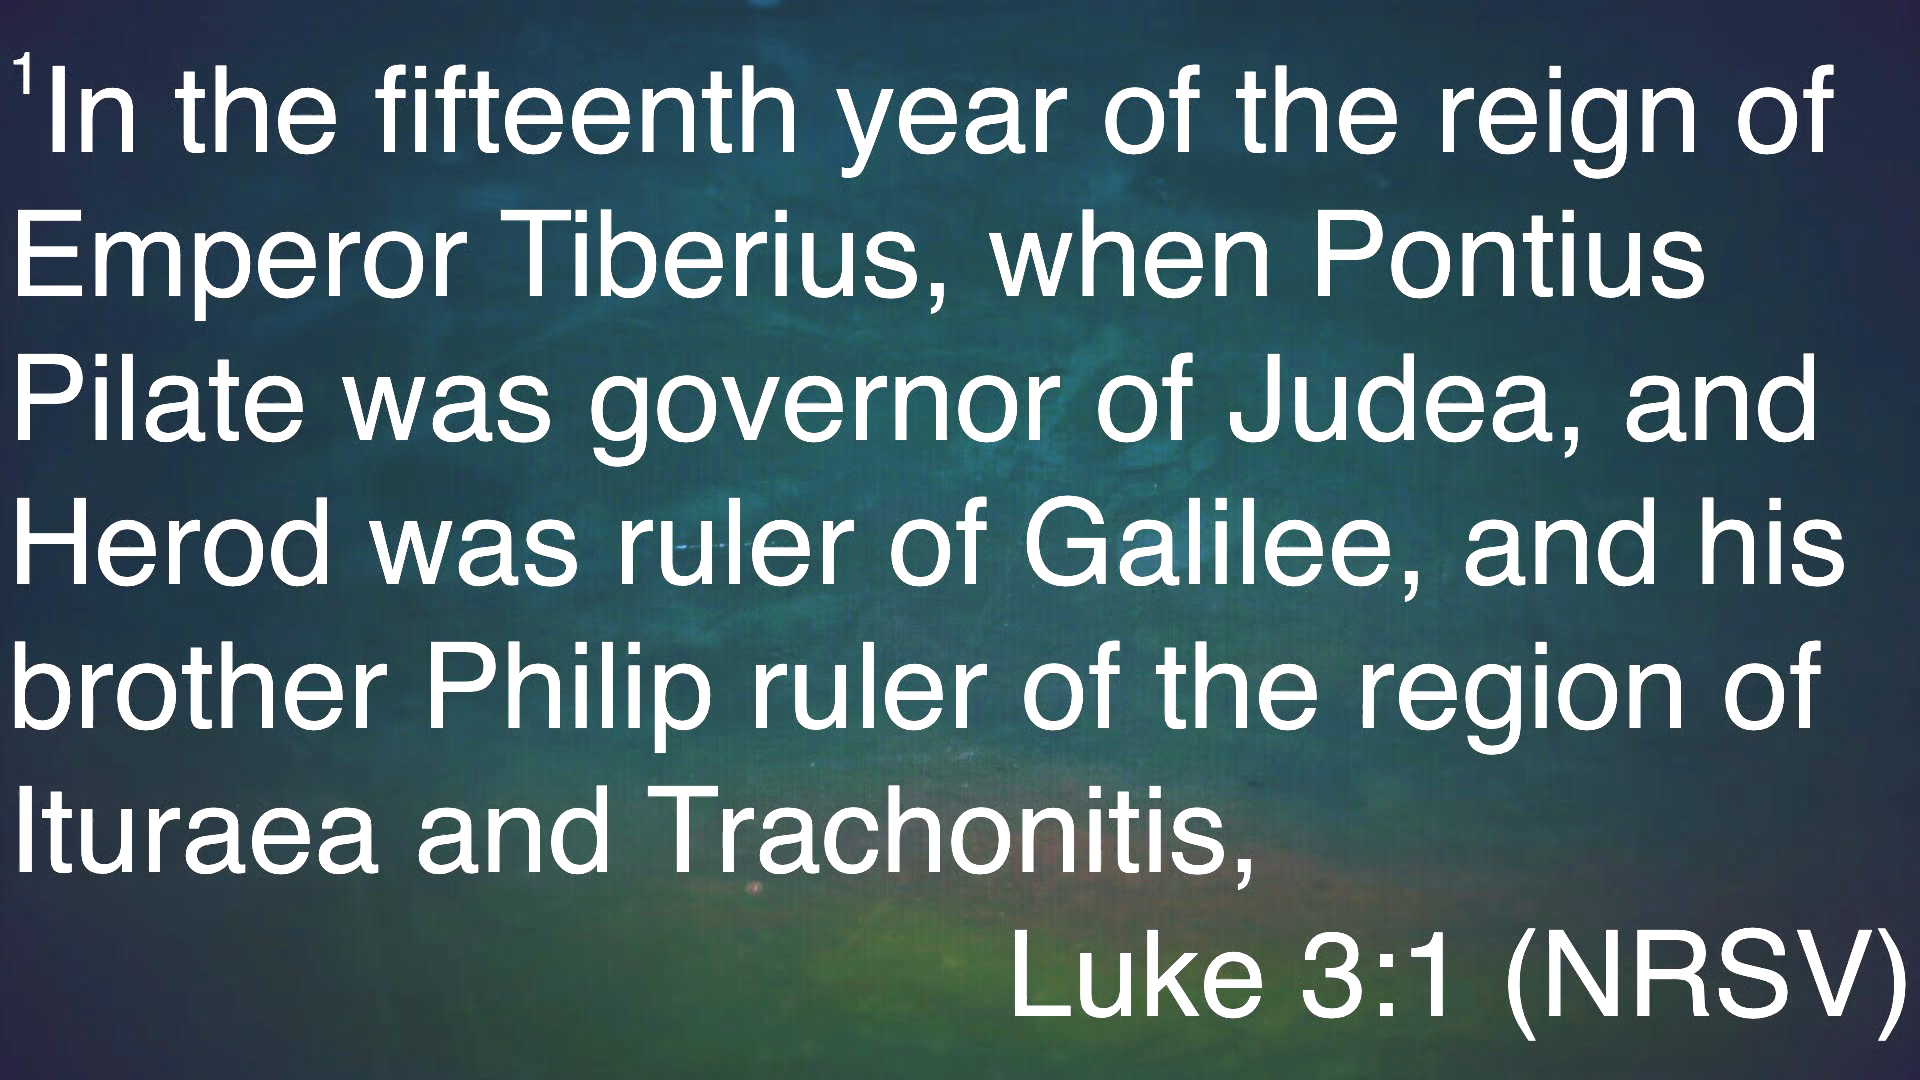 ¹In the fifteenth year of the reign of
Emperor Tiberius, when Pontius
Pilate was governor of Judea, and
Herod was ruler of Galilee, and his
brother Philip ruler of the region of
Ituraea and Trachonitis,
Luke 3:1 (NRSV)